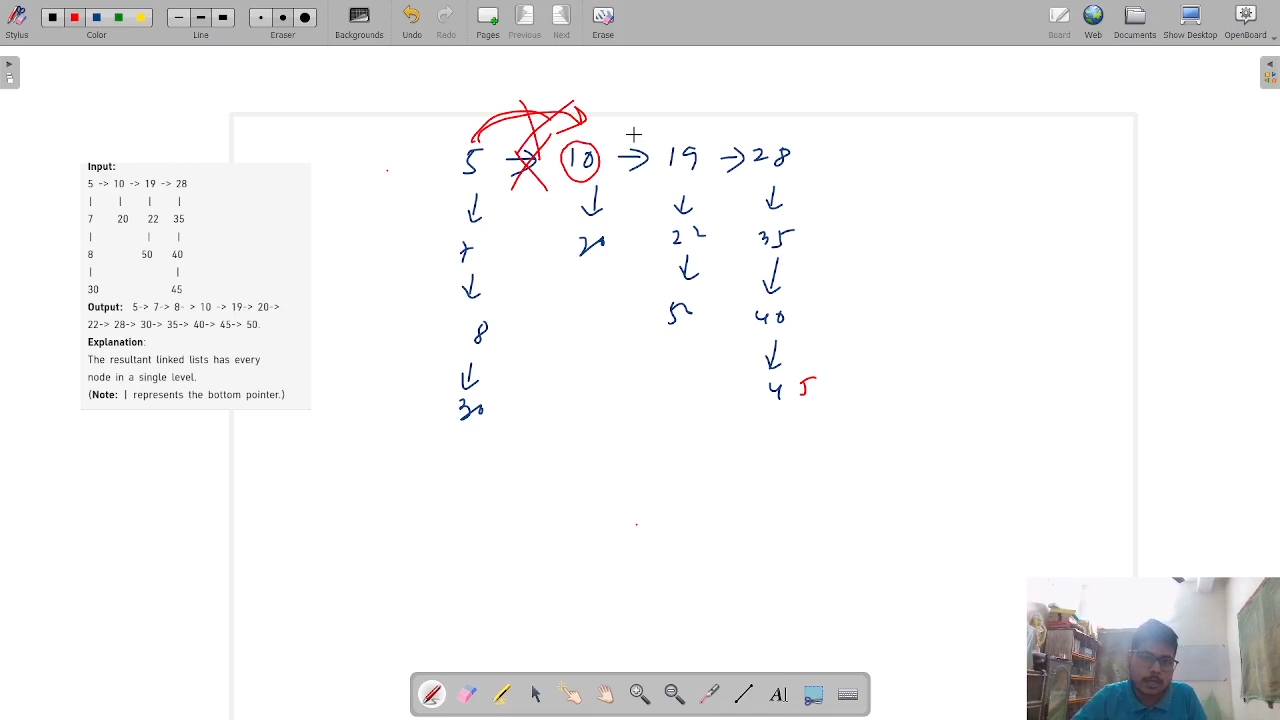 Stylus Color Line Eraser Backgrounds Undo Redo Pages Previous Next Erase Board Web Documents Show Desktop OpenBoard
5 10 19 28
Input:
5 -> 10 -> 19 -> 28
| | | |
7 20 22 35
| | |
8 50 40
| |
30 45
Output: 5-> 7-> 8- > 10 -> 19-> 20->
22-> 28-> 30-> 35-> 40-> 45-> 50.
Explanation:
The resultant linked lists has every
node in a single level.
(Note: | represents the bottom pointer.)
7 20 22 35
8 50 40
30 45
AI